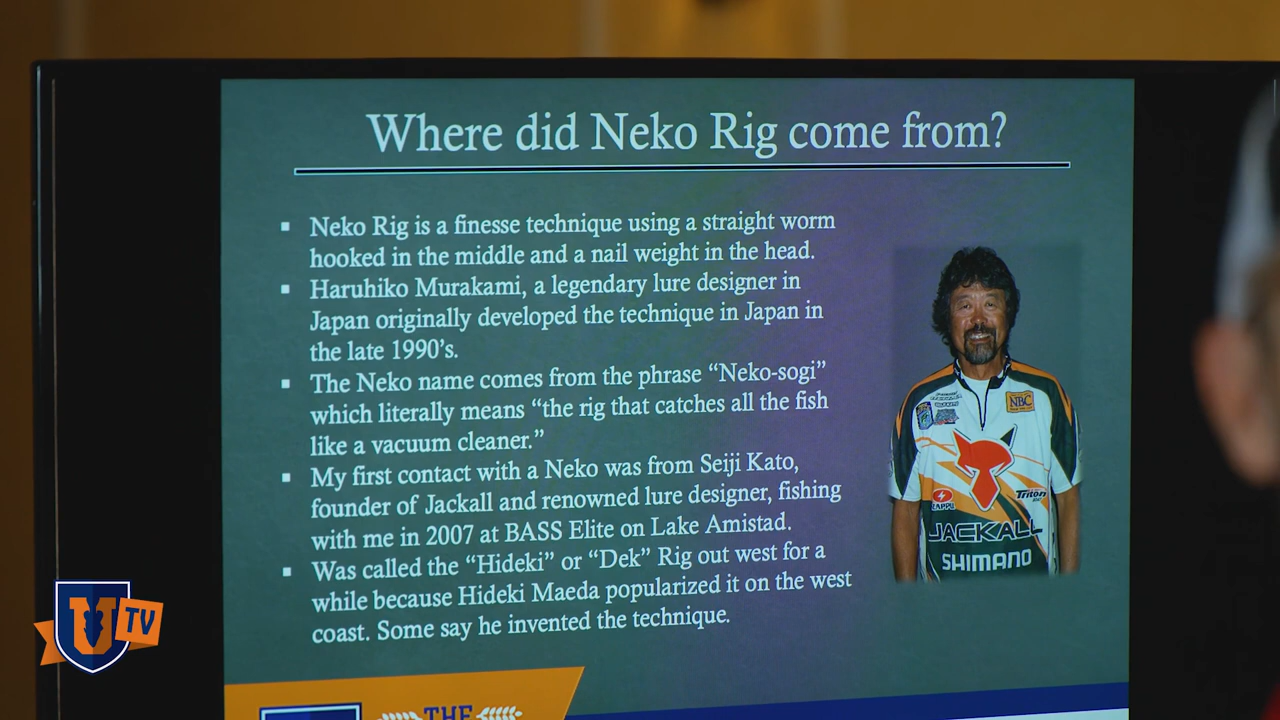 Where did Neko Rig come from?
▪ Neko Rig is a finesse technique using a straight worm
hooked in the middle and a nail weight in the head.
▪ Haruhiko Murakami, a legendary lure designer in
Japan originally developed the technique in Japan in
the late 1990's.
▪ The Neko name comes from the phrase “Neko-sogi”
which literally means “the rig that catches all the fish
like a vacuum cleaner.”
▪ My first contact with a Neko was from Seiji Kato,
founder of Jackall and renowned lure designer, fishing
with me in 2007 at BASS Elite on Lake Amistad.
▪ Was called the “Hideki” or “Dek” Rig out west for a
while because Hideki Maeda popularized it on the west
coast. Some say he invented the technique.
NBC
ZAPPU
Triton
JACKALL
SHIMANO
U TV
THE